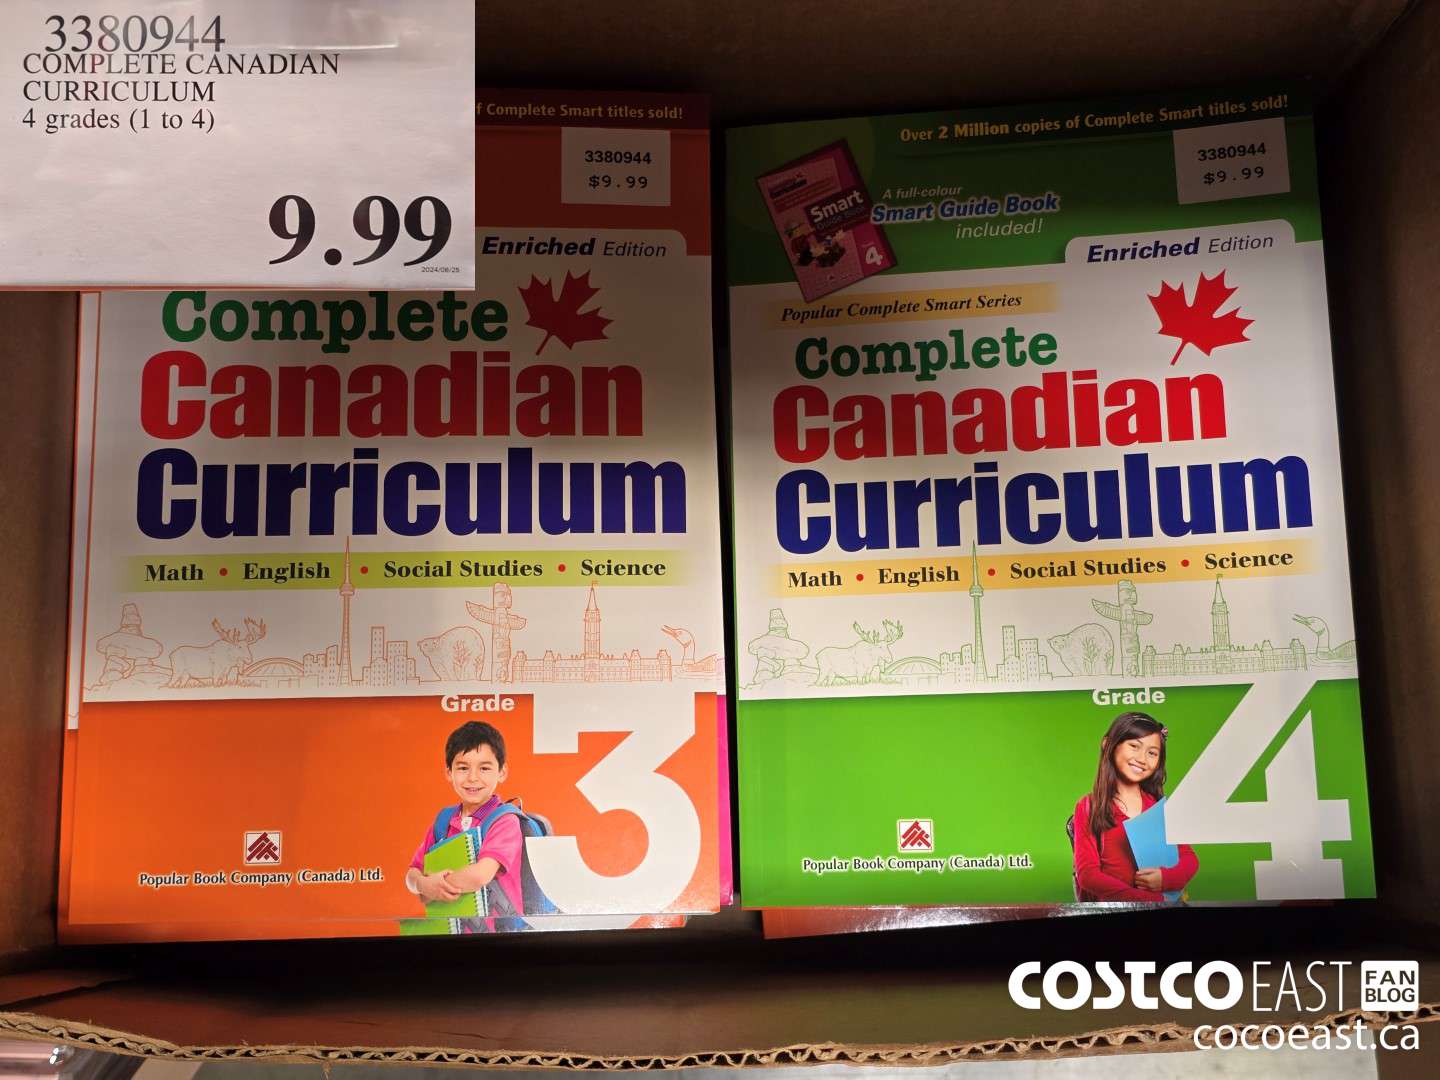 3380944
COMPLETE CANADIAN
CURRICULUM
4 grades (1 to 4)
9.99
2024/08/25
f Complete Smart titles sold!
3380944
$9.99
Enriched Edition
Complete
Canadian
Curriculum
Math • English • Social Studies • Science
Grade
3
Popular Book Company (Canada) Ltd.
Over 2 Million copies of Complete Smart titles sold!
3380944
$9.99
Smart
4
A full-colour
Smart Guide Book
included!
Enriched Edition
Popular Complete Smart Series
Complete
Canadian
Curriculum
Math • English • Social Studies • Science
Grade
4
Popular Book Company (Canada) Ltd.
COSTCO EAST FAN
BLOG
cocoeast.ca